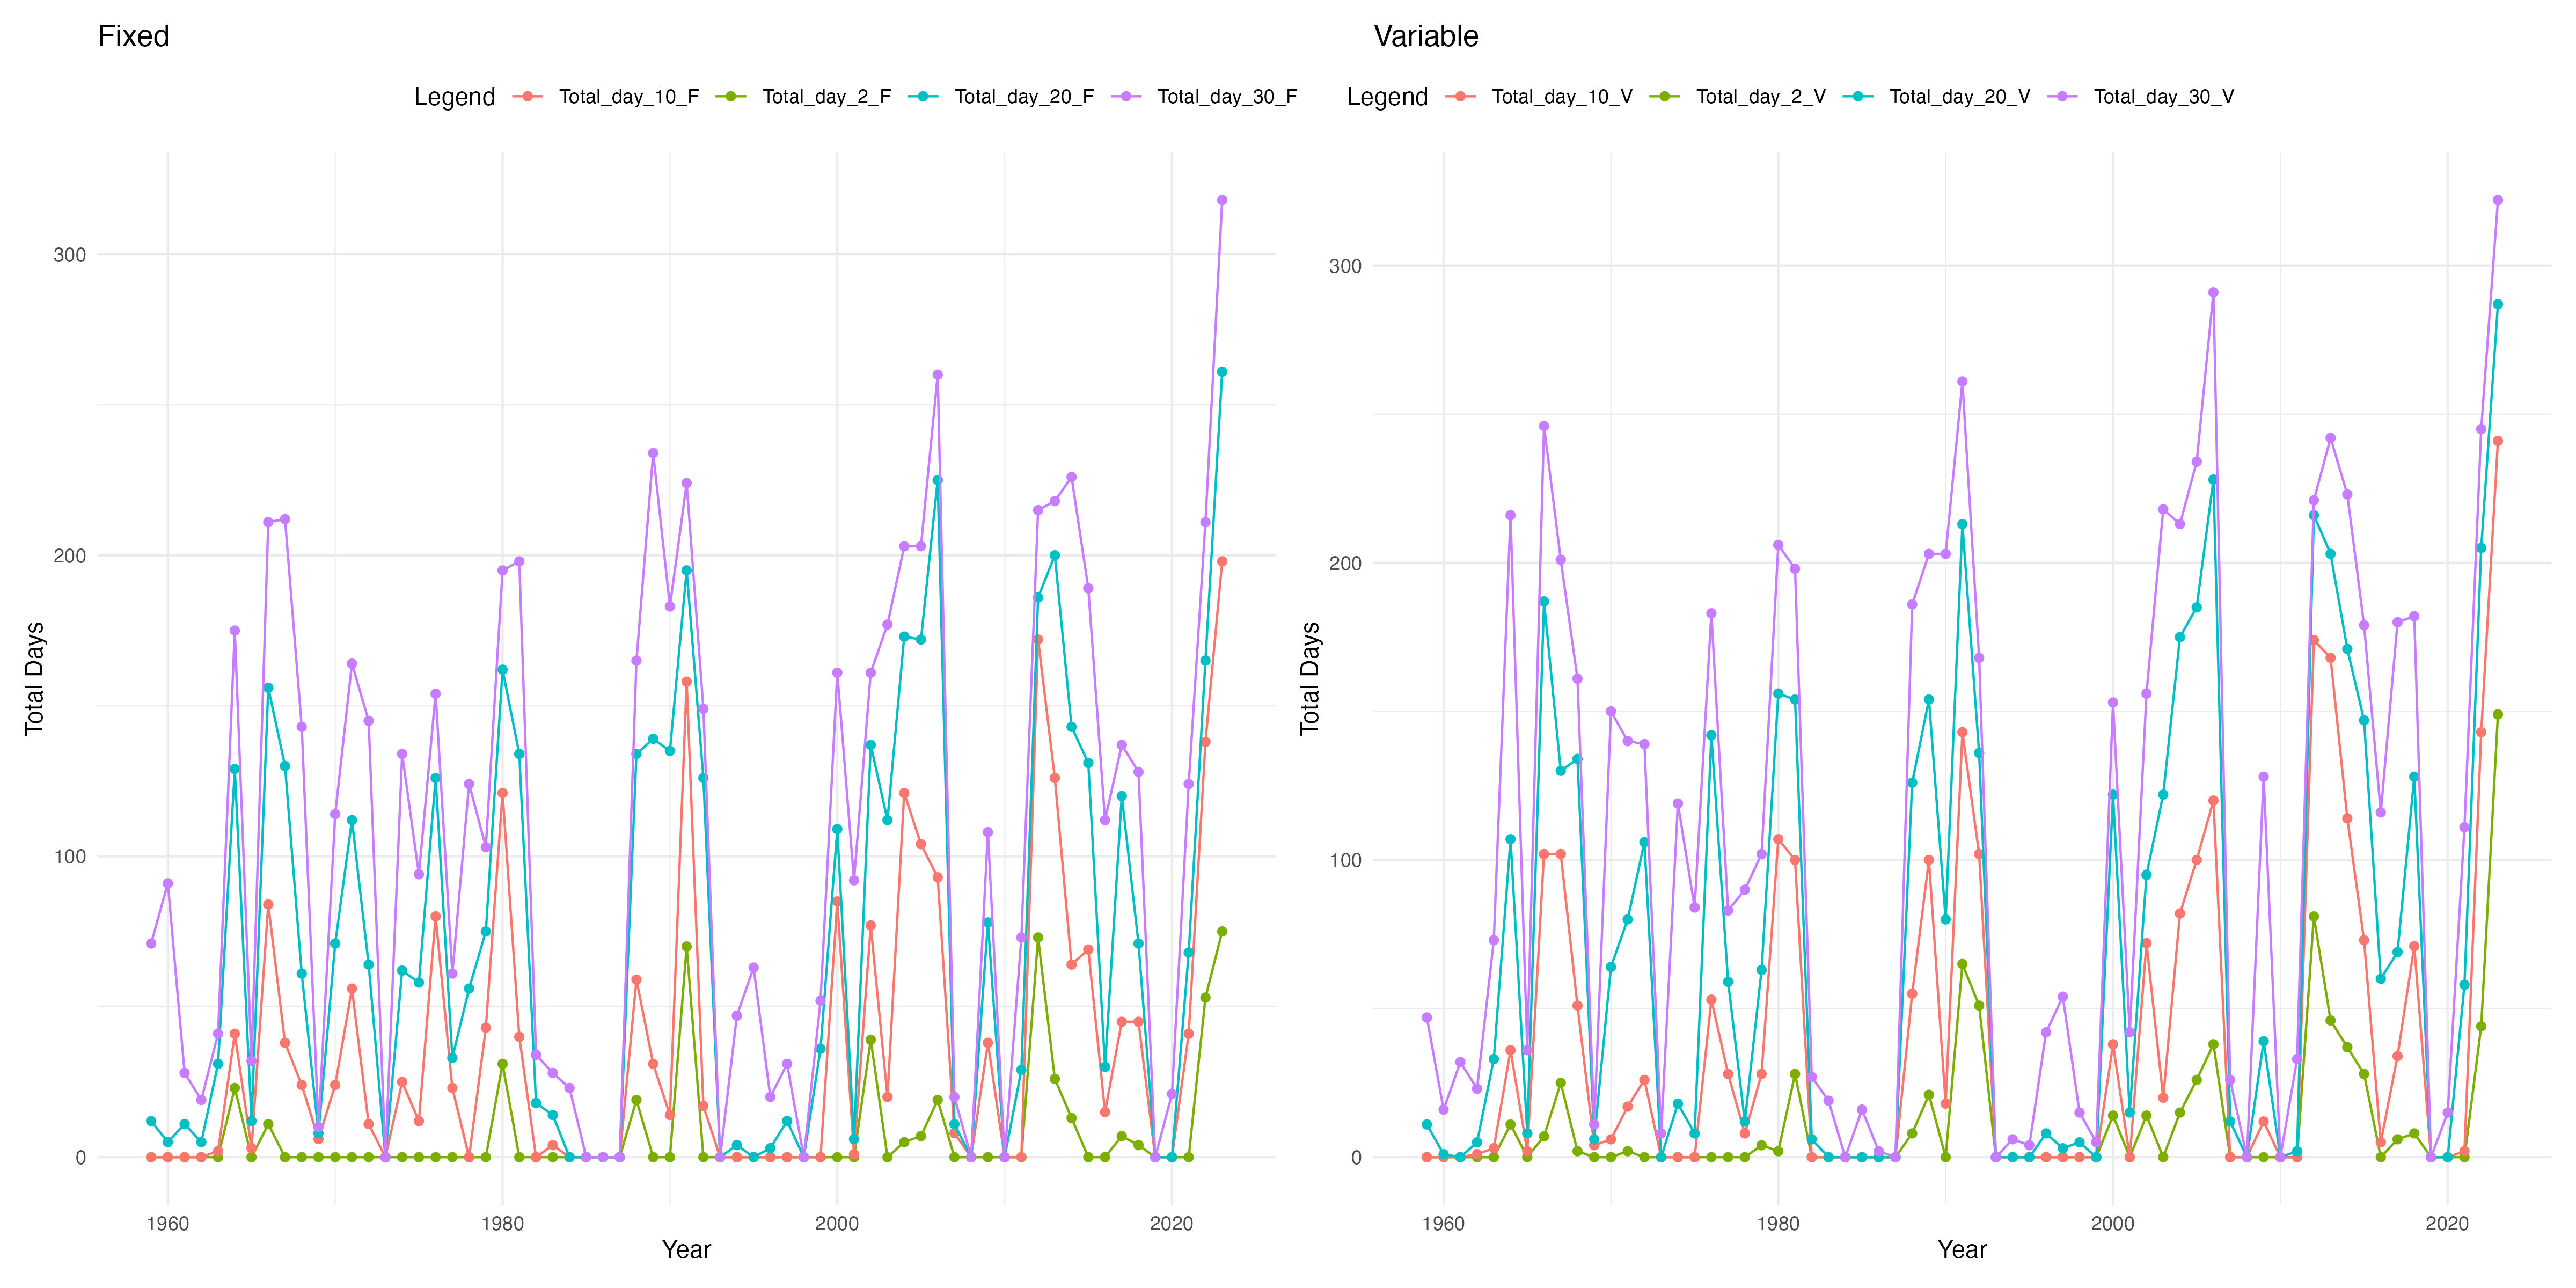 Fixed
Legend Total_day_10_F Total_day_2_F Total_day_20_F Total_day_30_F
300
200
100
0
Total Days
1960 1980 2000 2020
Year
Variable
Legend Total_day_10_V Total_day_2_V Total_day_20_V Total_day_30_V
300
200
100
0
Total Days
1960 1980 2000 2020
Year